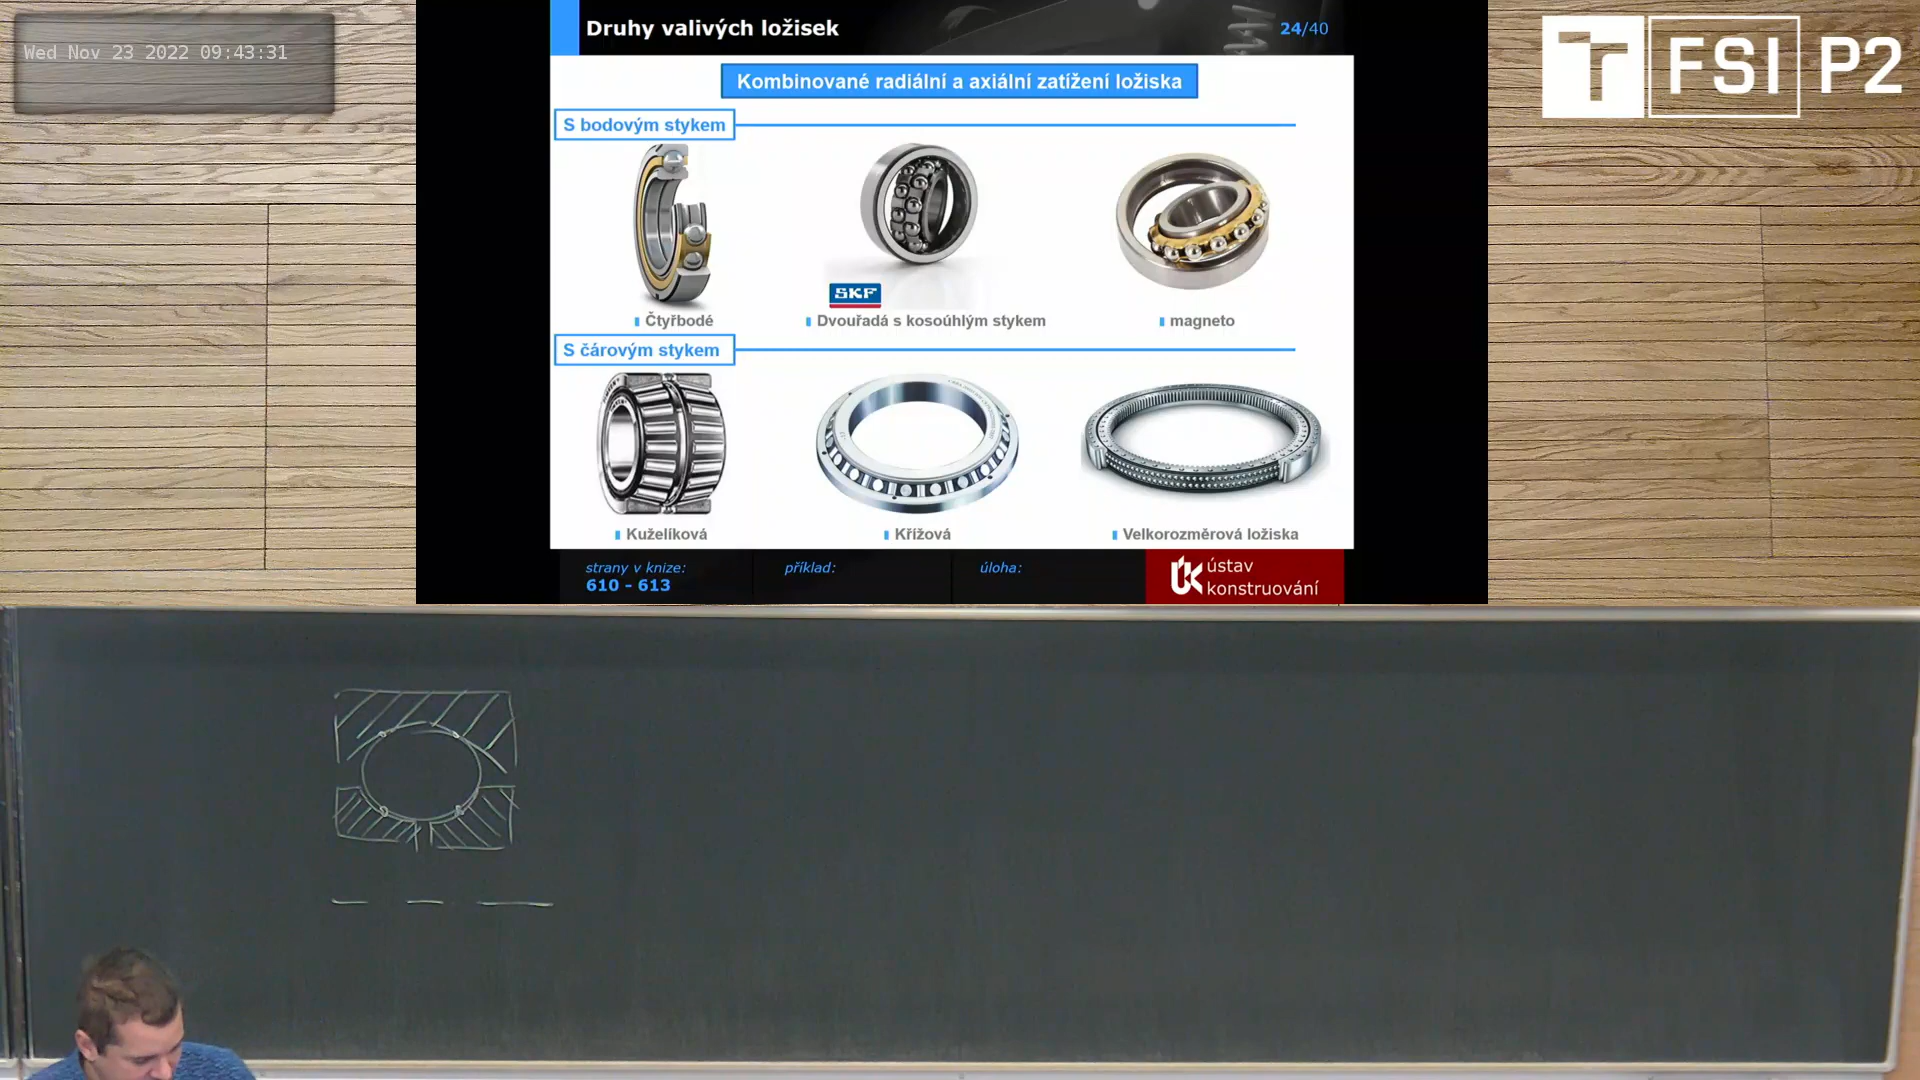 Wed Nov 23 2022 09:43:31
Druhy valivých ložisek
24/40
FSI P2
Kombinované radiální a axiální zatížení ložiska
S bodovým stykem
SKF
Čtyřbodé
Dvouřadá s kosoúhlým stykem
magneto
S čárovým stykem
Kuželíková
Křížová
Velkorozměrová ložiska
strany v knize:
610 - 613
příklad:
úloha:
ústav
konstruování